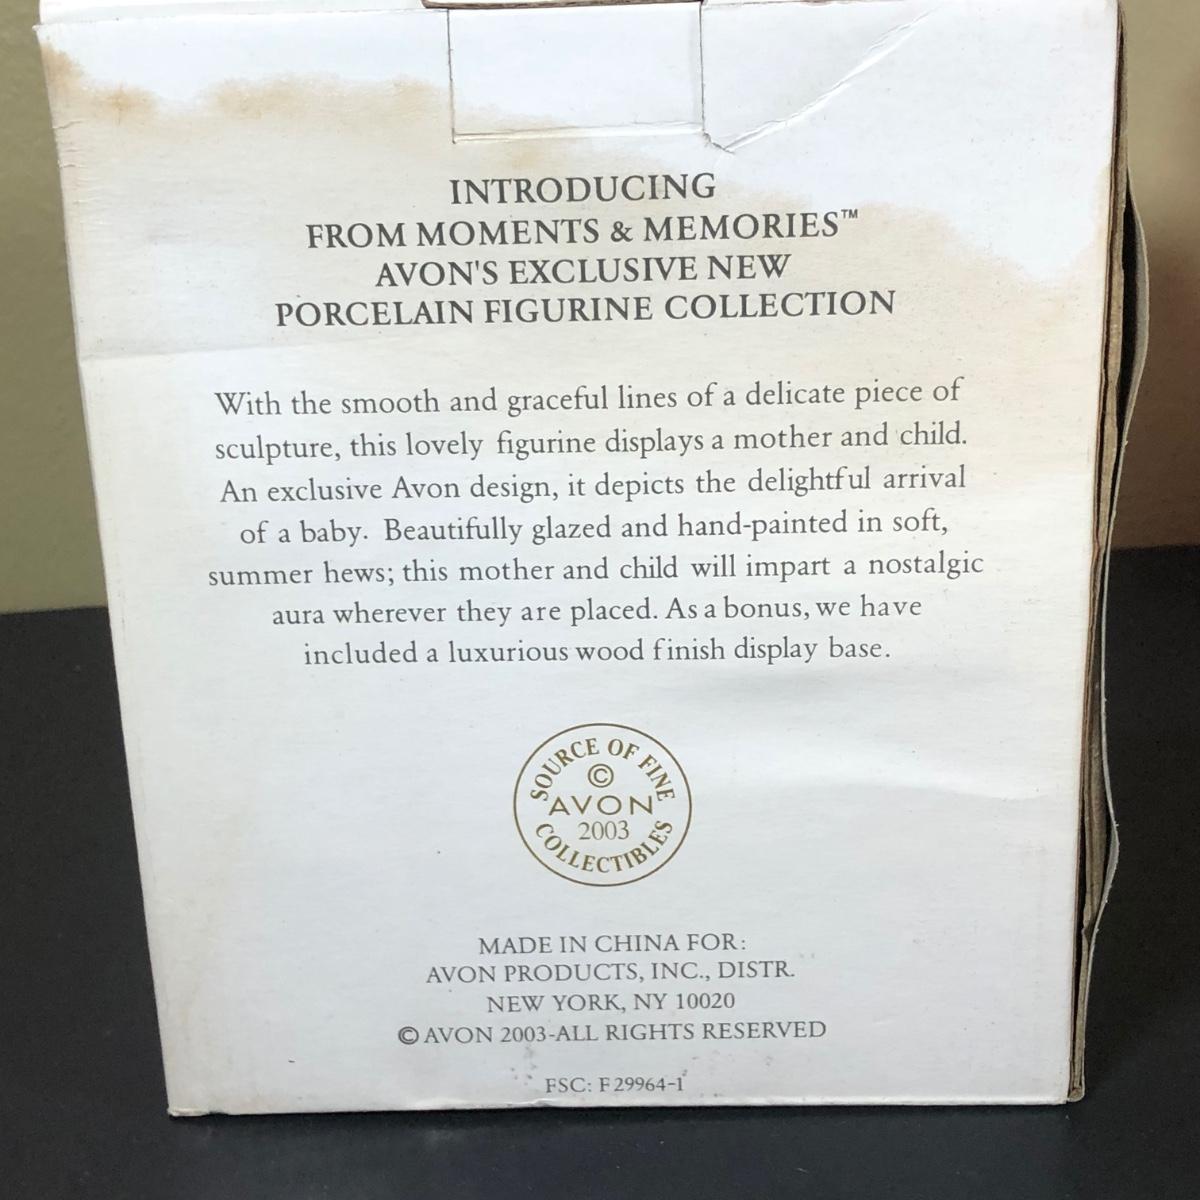 INTRODUCING
FROM MOMENTS & MEMORIES™
AVON'S EXCLUSIVE NEW
PORCELAIN FIGURINE COLLECTION
With the smooth and graceful lines of a delicate piece of
sculpture, this lovely figurine displays a mother and child.
An exclusive Avon design, it depicts the delightful arrival
of a baby. Beautifully glazed and hand-painted in soft,
summer hews; this mother and child will impart a nostalgic
aura wherever they are placed. As a bonus, we have
included a luxurious wood finish display base.
SOURCE OF FINE
©
AVON
2003
COLLECTIBLES
MADE IN CHINA FOR:
AVON PRODUCTS, INC., DISTR.
NEW YORK, NY 10020
© AVON 2003-ALL RIGHTS RESERVED
FSC: F29964-1